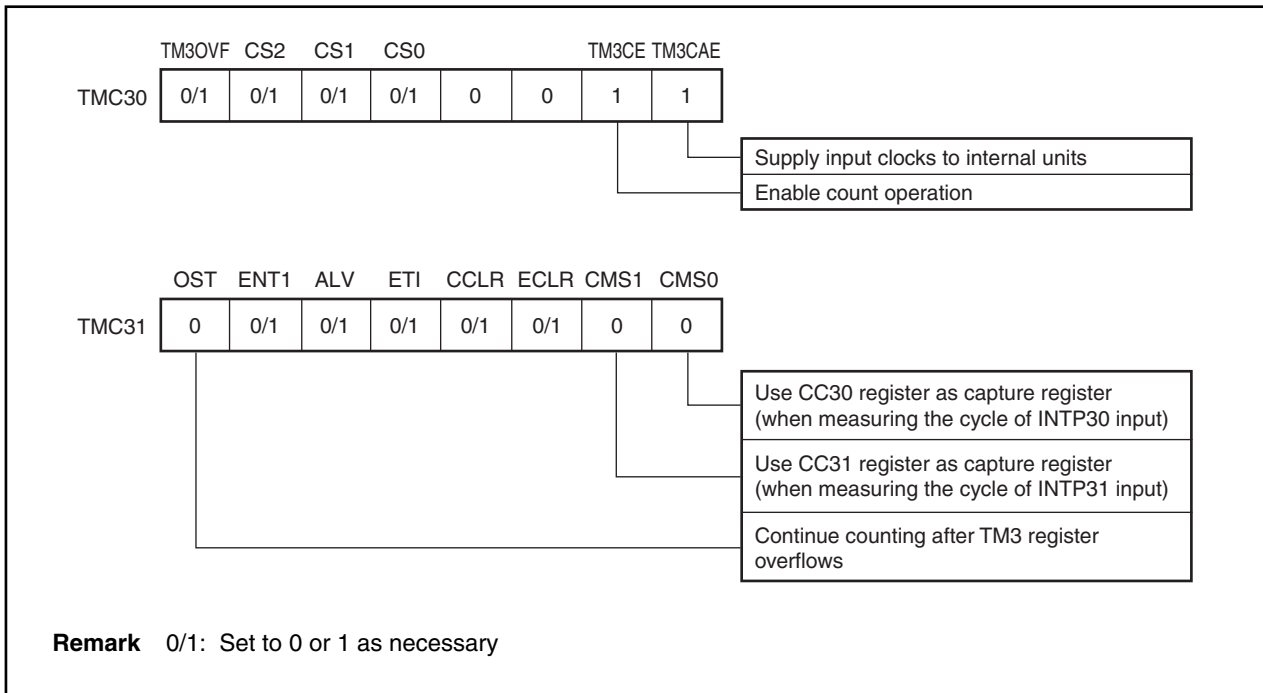 TM3OVF CS2 CS1 CS0 TM3CE TM3CAE
TMC30 0/1 0/1 0/1 0/1 0 0 1 1
Supply input clocks to internal units
Enable count operation
OST ENT1 ALV ETI CCLR ECLR CMS1 CMS0
TMC31 0 0/1 0/1 0/1 0/1 0/1 0 0
Use CC30 register as capture register
(when measuring the cycle of INTP30 input)
Use CC31 register as capture register
(when measuring the cycle of INTP31 input)
Continue counting after TM3 register
overflows
Remark 0/1: Set to 0 or 1 as necessary